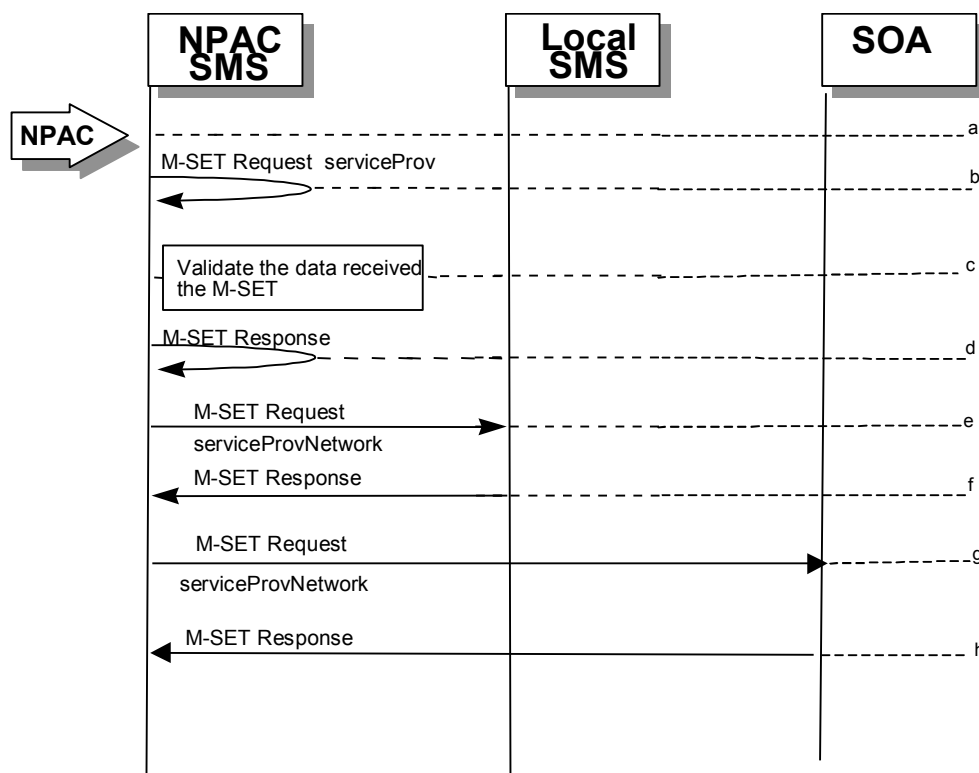 NPAC
SMS
Local
SMS
SOA
NPAC
a
M-SET Request serviceProv
b
Validate the data received
the M-SET
c
M-SET Response
d
M-SET Request
serviceProvNetwork
e
M-SET Response
f
M-SET Request
serviceProvNetwork
g
M-SET Response
h